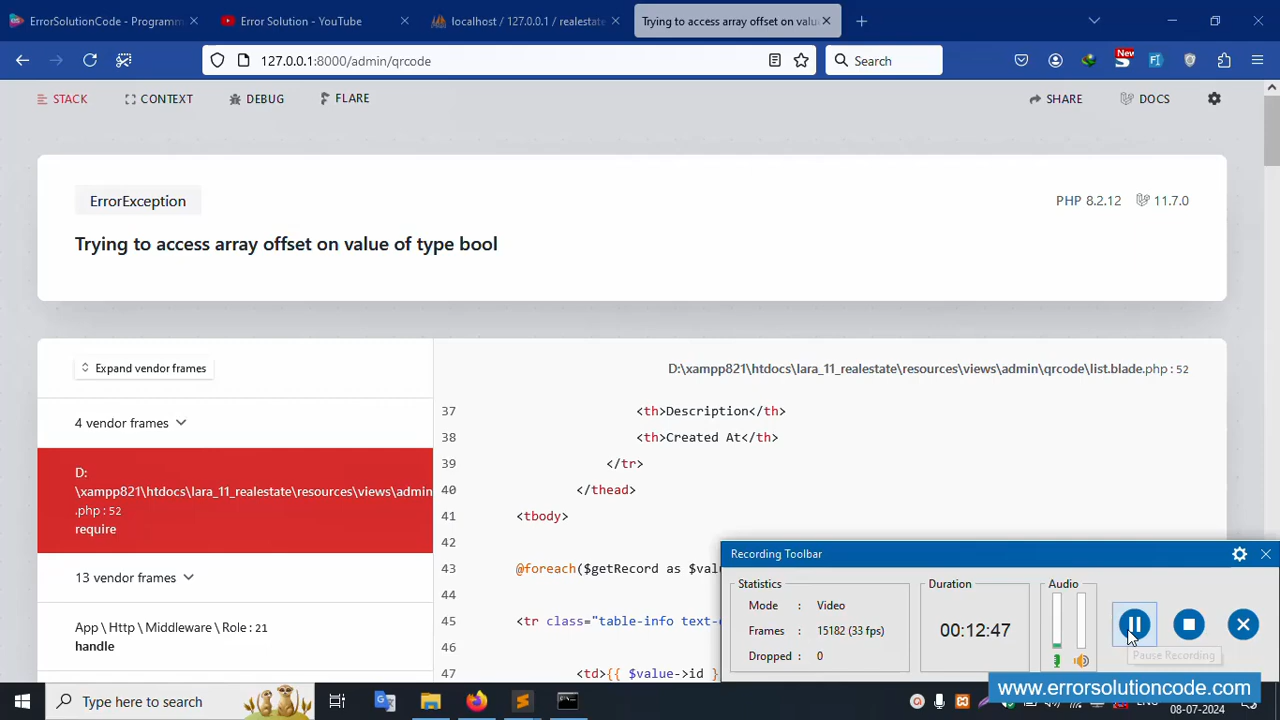 ErrorSolutionCode - Programm
Error Solution - YouTube
localhost / 127.0.0.1 / realestate
Trying to access array offset on valu
127.0.0.1:8000/admin/qrcode
Search
New
STACK
CONTEXT
DEBUG
FLARE
SHARE
DOCS
ErrorException
PHP 8.2.12
11.7.0
Trying to access array offset on value of type bool
Expand vendor frames
D:\xampp821\htdocs\lara_11_realestate\resources\views\admin\qrcode\list.blade.php : 52
4 vendor frames
D:
\xampp821\htdocs\lara_11_realestate\resources\views\admin
.php : 52
require
13 vendor frames
App \ Http \ Middleware \ Role : 21
handle
37 <th>Description</th>
38 <th>Created At</th>
39 </tr>
40 </thead>
41 <tbody>
42
43 @foreach($getRecord as $valu
44
45 <tr class="table-info text-
46
47 <td>{{ $value->id }
Recording Toolbar
Statistics
Mode : Video
Frames : 15182 (33 fps)
Dropped : 0
Duration
00:12:47
Audio
Pause Recording
Type here to search
ENG
www.errorsolutioncode.com
08-07-2024